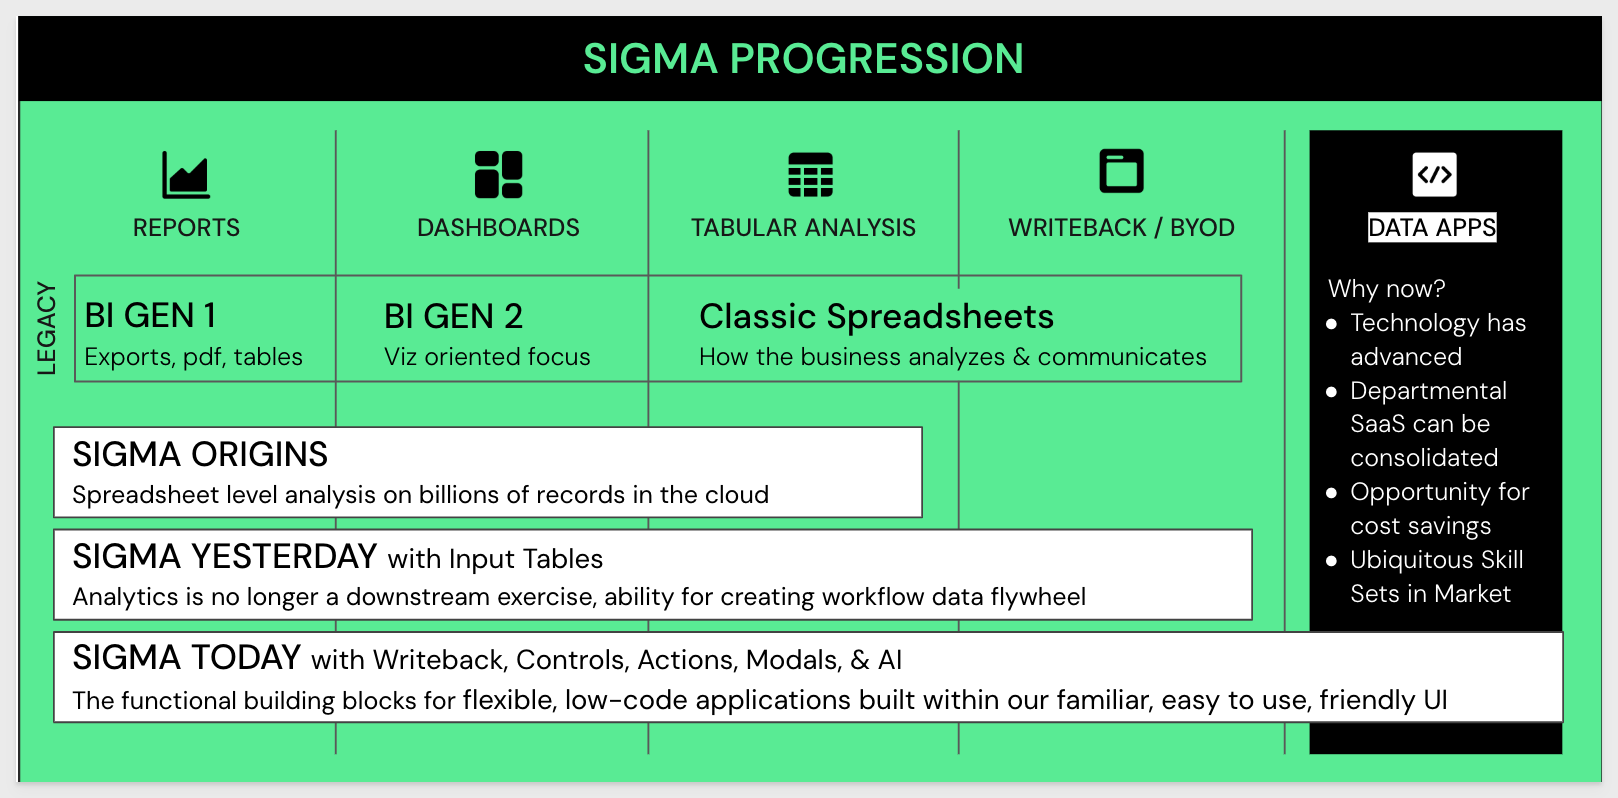 SIGMA PROGRESSION
REPORTS
DASHBOARDS
TABULAR ANALYSIS
WRITEBACK / BYOD
DATA APPS
LEGACY
BI GEN 1
Exports, pdf, tables
BI GEN 2
Viz oriented focus
Classic Spreadsheets
How the business analyzes & communicates
SIGMA ORIGINS
Spreadsheet level analysis on billions of records in the cloud
SIGMA YESTERDAY with Input Tables
Analytics is no longer a downstream exercise, ability for creating workflow data flywheel
SIGMA TODAY with Writeback, Controls, Actions, Modals, & AI
The functional building blocks for flexible, low-code applications built within our familiar, easy to use, friendly UI
Why now?
● Technology has
advanced
● Departmental
SaaS can be
consolidated
● Opportunity for
cost savings
● Ubiquitous Skill
Sets in Market